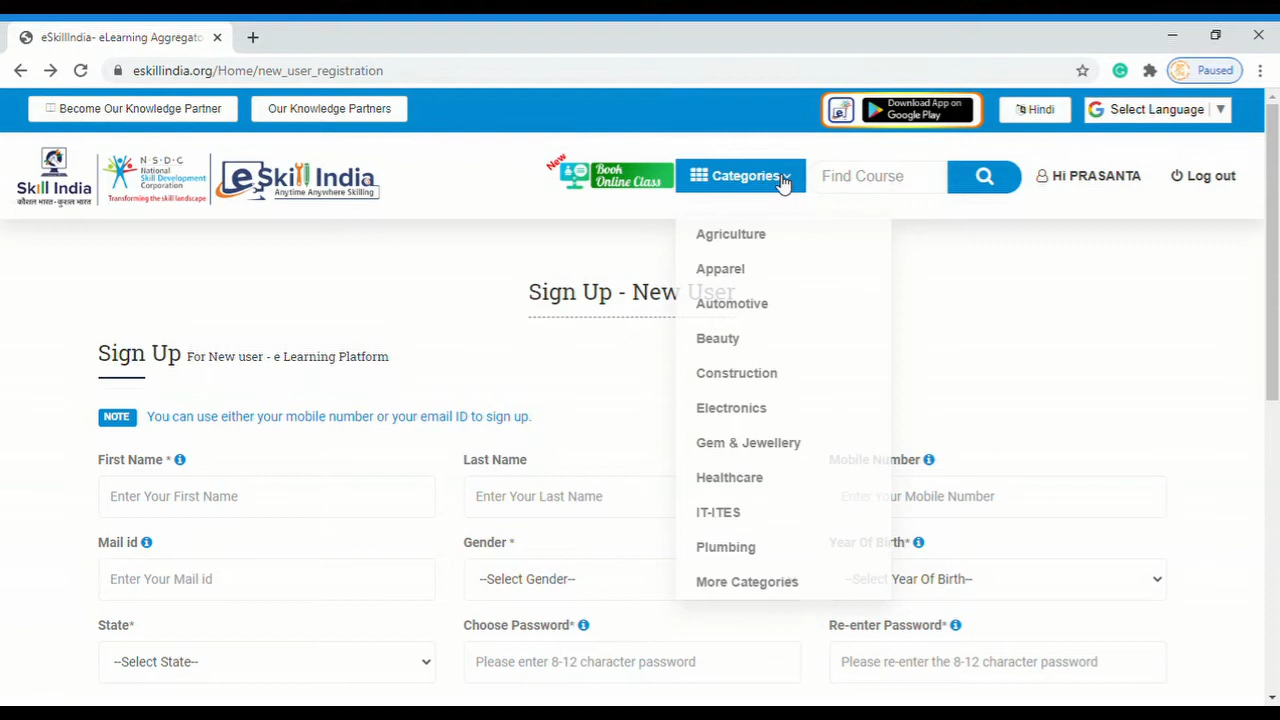 eSkillIndia- eLearning Aggregato
eskillindia.org/Home/new_user_registration
Paused
Become Our Knowledge Partner
Our Knowledge Partners
Download App on
Google Play
Hindi
Select Language
Skill India
कौशल भारत - कुशल भारत
N·S·D·C
National
Skill Development
Corporation
Transforming the skill landscape
eSkill India
Anytime Anywhere Skilling
New
Book
Online Class
Categories
Find Course
Hi PRASANTA
Log out
Agriculture
Apparel
Automotive
Beauty
Construction
Electronics
Gem & Jewellery
Healthcare
IT-ITES
Plumbing
More Categories
Sign Up - New User
Sign Up For New user - e Learning Platform
NOTE You can use either your mobile number or your email ID to sign up.
First Name *
Last Name
Mobile Number
Enter Your First Name
Enter Your Last Name
Enter Your Mobile Number
Mail id
Gender *
Year Of Birth*
Enter Your Mail id
--Select Gender--
--Select Year Of Birth--
State*
Choose Password*
Re-enter Password*
--Select State--
Please enter 8-12 character password
Please re-enter the 8-12 character password